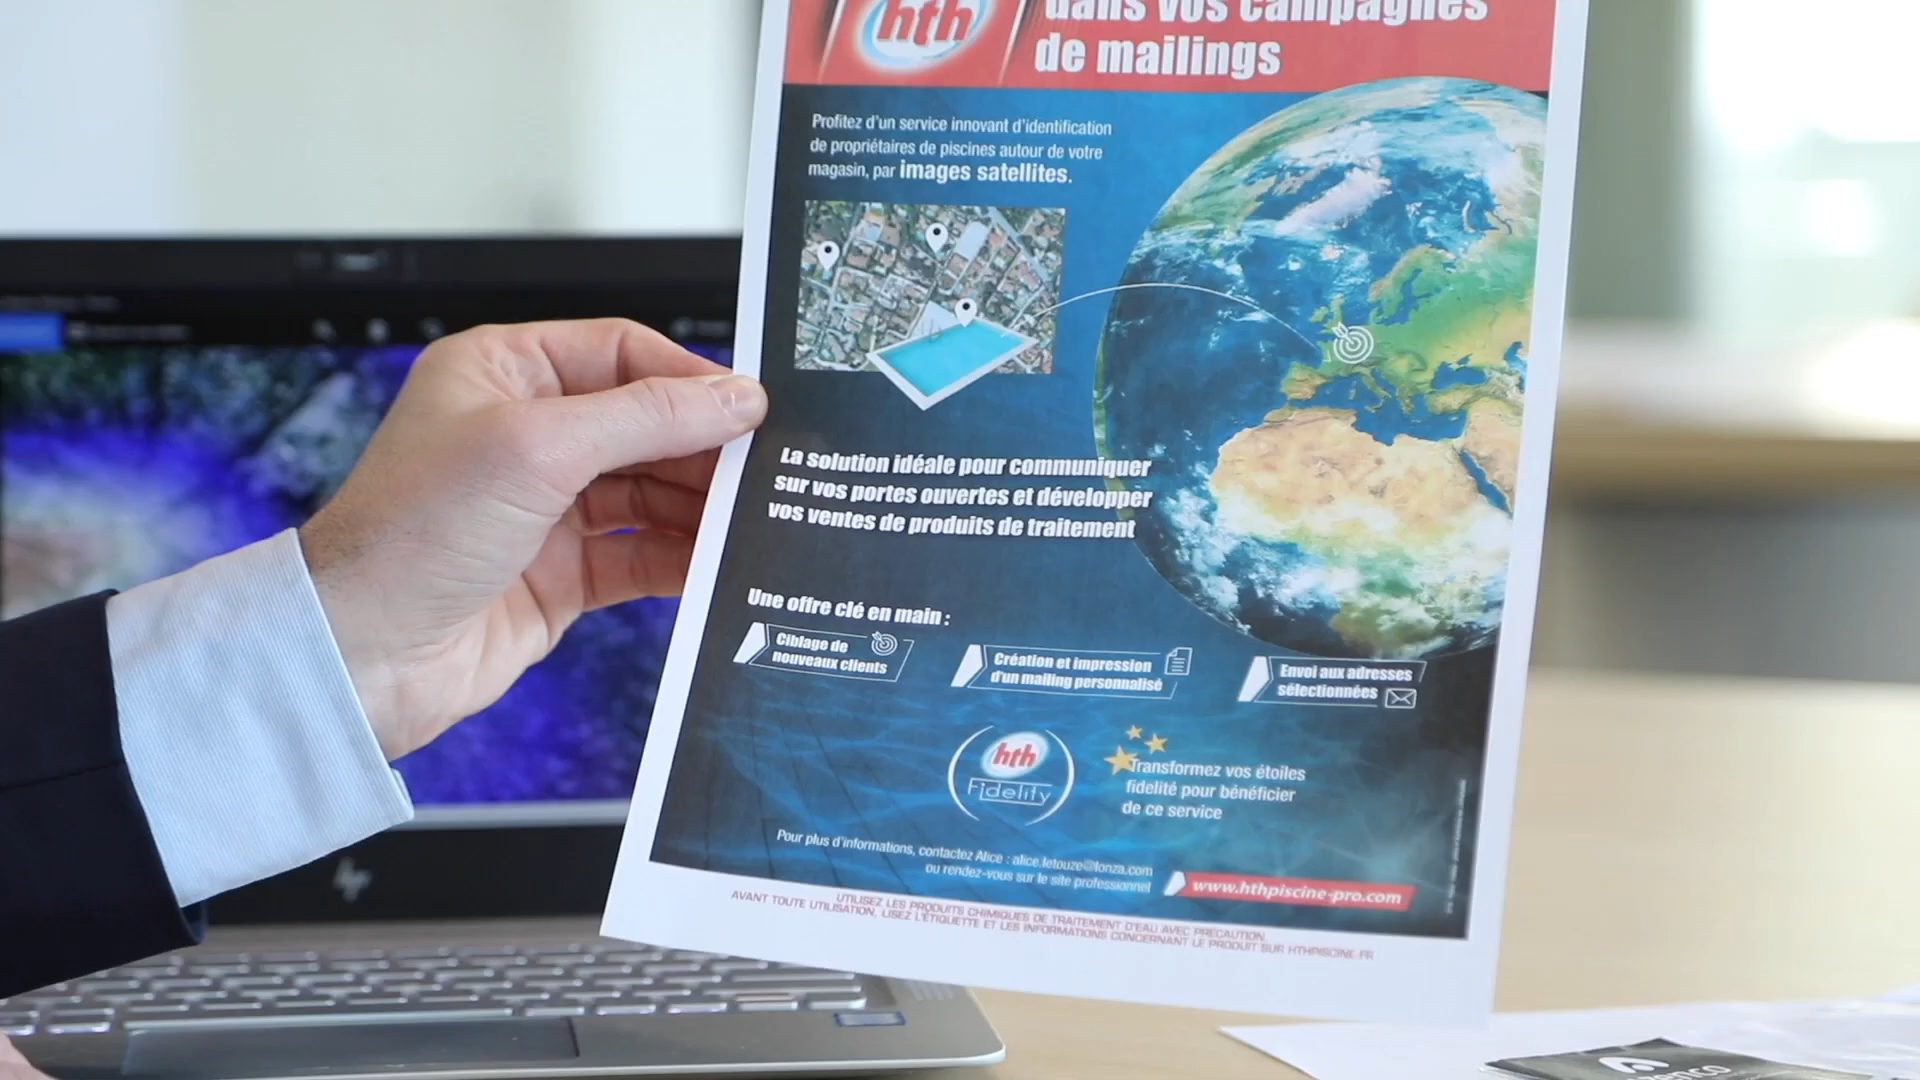 hth
dans vos campagnes
de mailings
Profitez d'un service innovant d'identification
de propriétaires de piscines autour de votre
magasin, par images satellites.
La solution idéale pour communiquer
sur vos portes ouvertes et développer
vos ventes de produits de traitement
Une offre clé en main :
Ciblage de
nouveaux clients
Création et impression
d'un mailing personnalisé
Envoi aux adresses
sélectionnées
hth
Fidelity
Transformez vos étoiles
fidelité pour bénéficier
de ce service
Pour plus d'informations, contactez Alice : alice.letouze@lonza.com
ou rendez-vous sur le site professionnel
www.hthpiscine-pro.com
UTILISEZ LES PRODUITS CHIMIQUES DE TRAITEMENT D'EAU AVEC PRÉCAUTION.
AVANT TOUTE UTILISATION, LISEZ L'ÉTIQUETTE ET LES INFORMATIONS CONCERNANT LE PRODUIT SUR HTHPISCINE.FR
hp